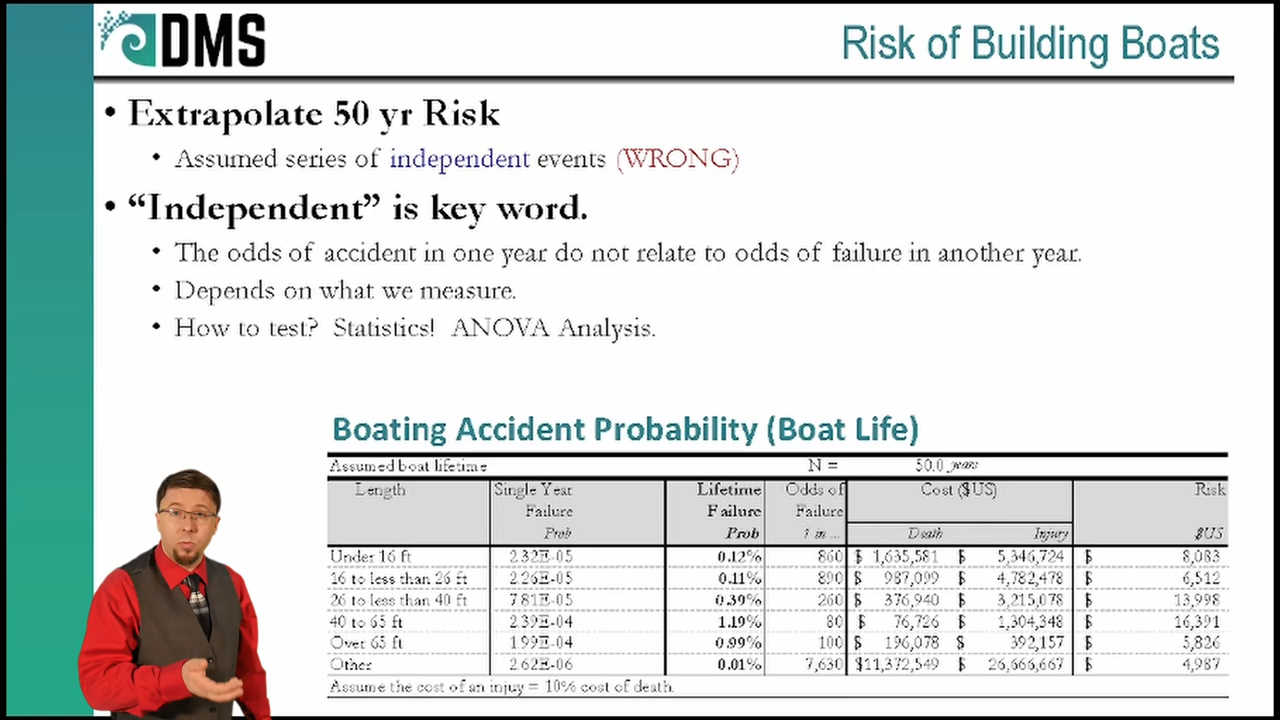 DMS
Risk of Building Boats
• Extrapolate 50 yr Risk
• Assumed series of independent events (WRONG)
• “Independent” is key word.
• The odds of accident in one year do not relate to odds of failure in another year.
• Depends on what we measure.
• How to test? Statistics! ANOVA Analysis.
Boating Accident Probability (Boat Life)
Assumed boat lifetime N = 50.0 years
Length Single Year Lifetime Odds of Cost ($US) Risk
Failure Failure Failure
Prob Prob 1 in ... Death Injury $US
Under 16 ft 2.32E-05 0.12% 860 $ 1,635,581 $ 5,346,724 $ 8,083
16 to less than 26 ft 2.26E-05 0.11% 890 $ 987,099 $ 4,782,478 $ 6,512
26 to less than 40 ft 7.81E-05 0.39% 260 $ 376,940 $ 3,215,078 $ 13,998
40 to 65 ft 2.39E-04 1.19% 80 $ 76,726 $ 1,304,348 $ 16,391
Over 65 ft 1.99E-04 0.99% 100 $ 196,078 $ 392,157 $ 5,826
Other 2.62E-06 0.01% 7,630 $11,372,549 $ 26,666,667 $ 4,987
Assume the cost of an injuy = 10% cost of death.